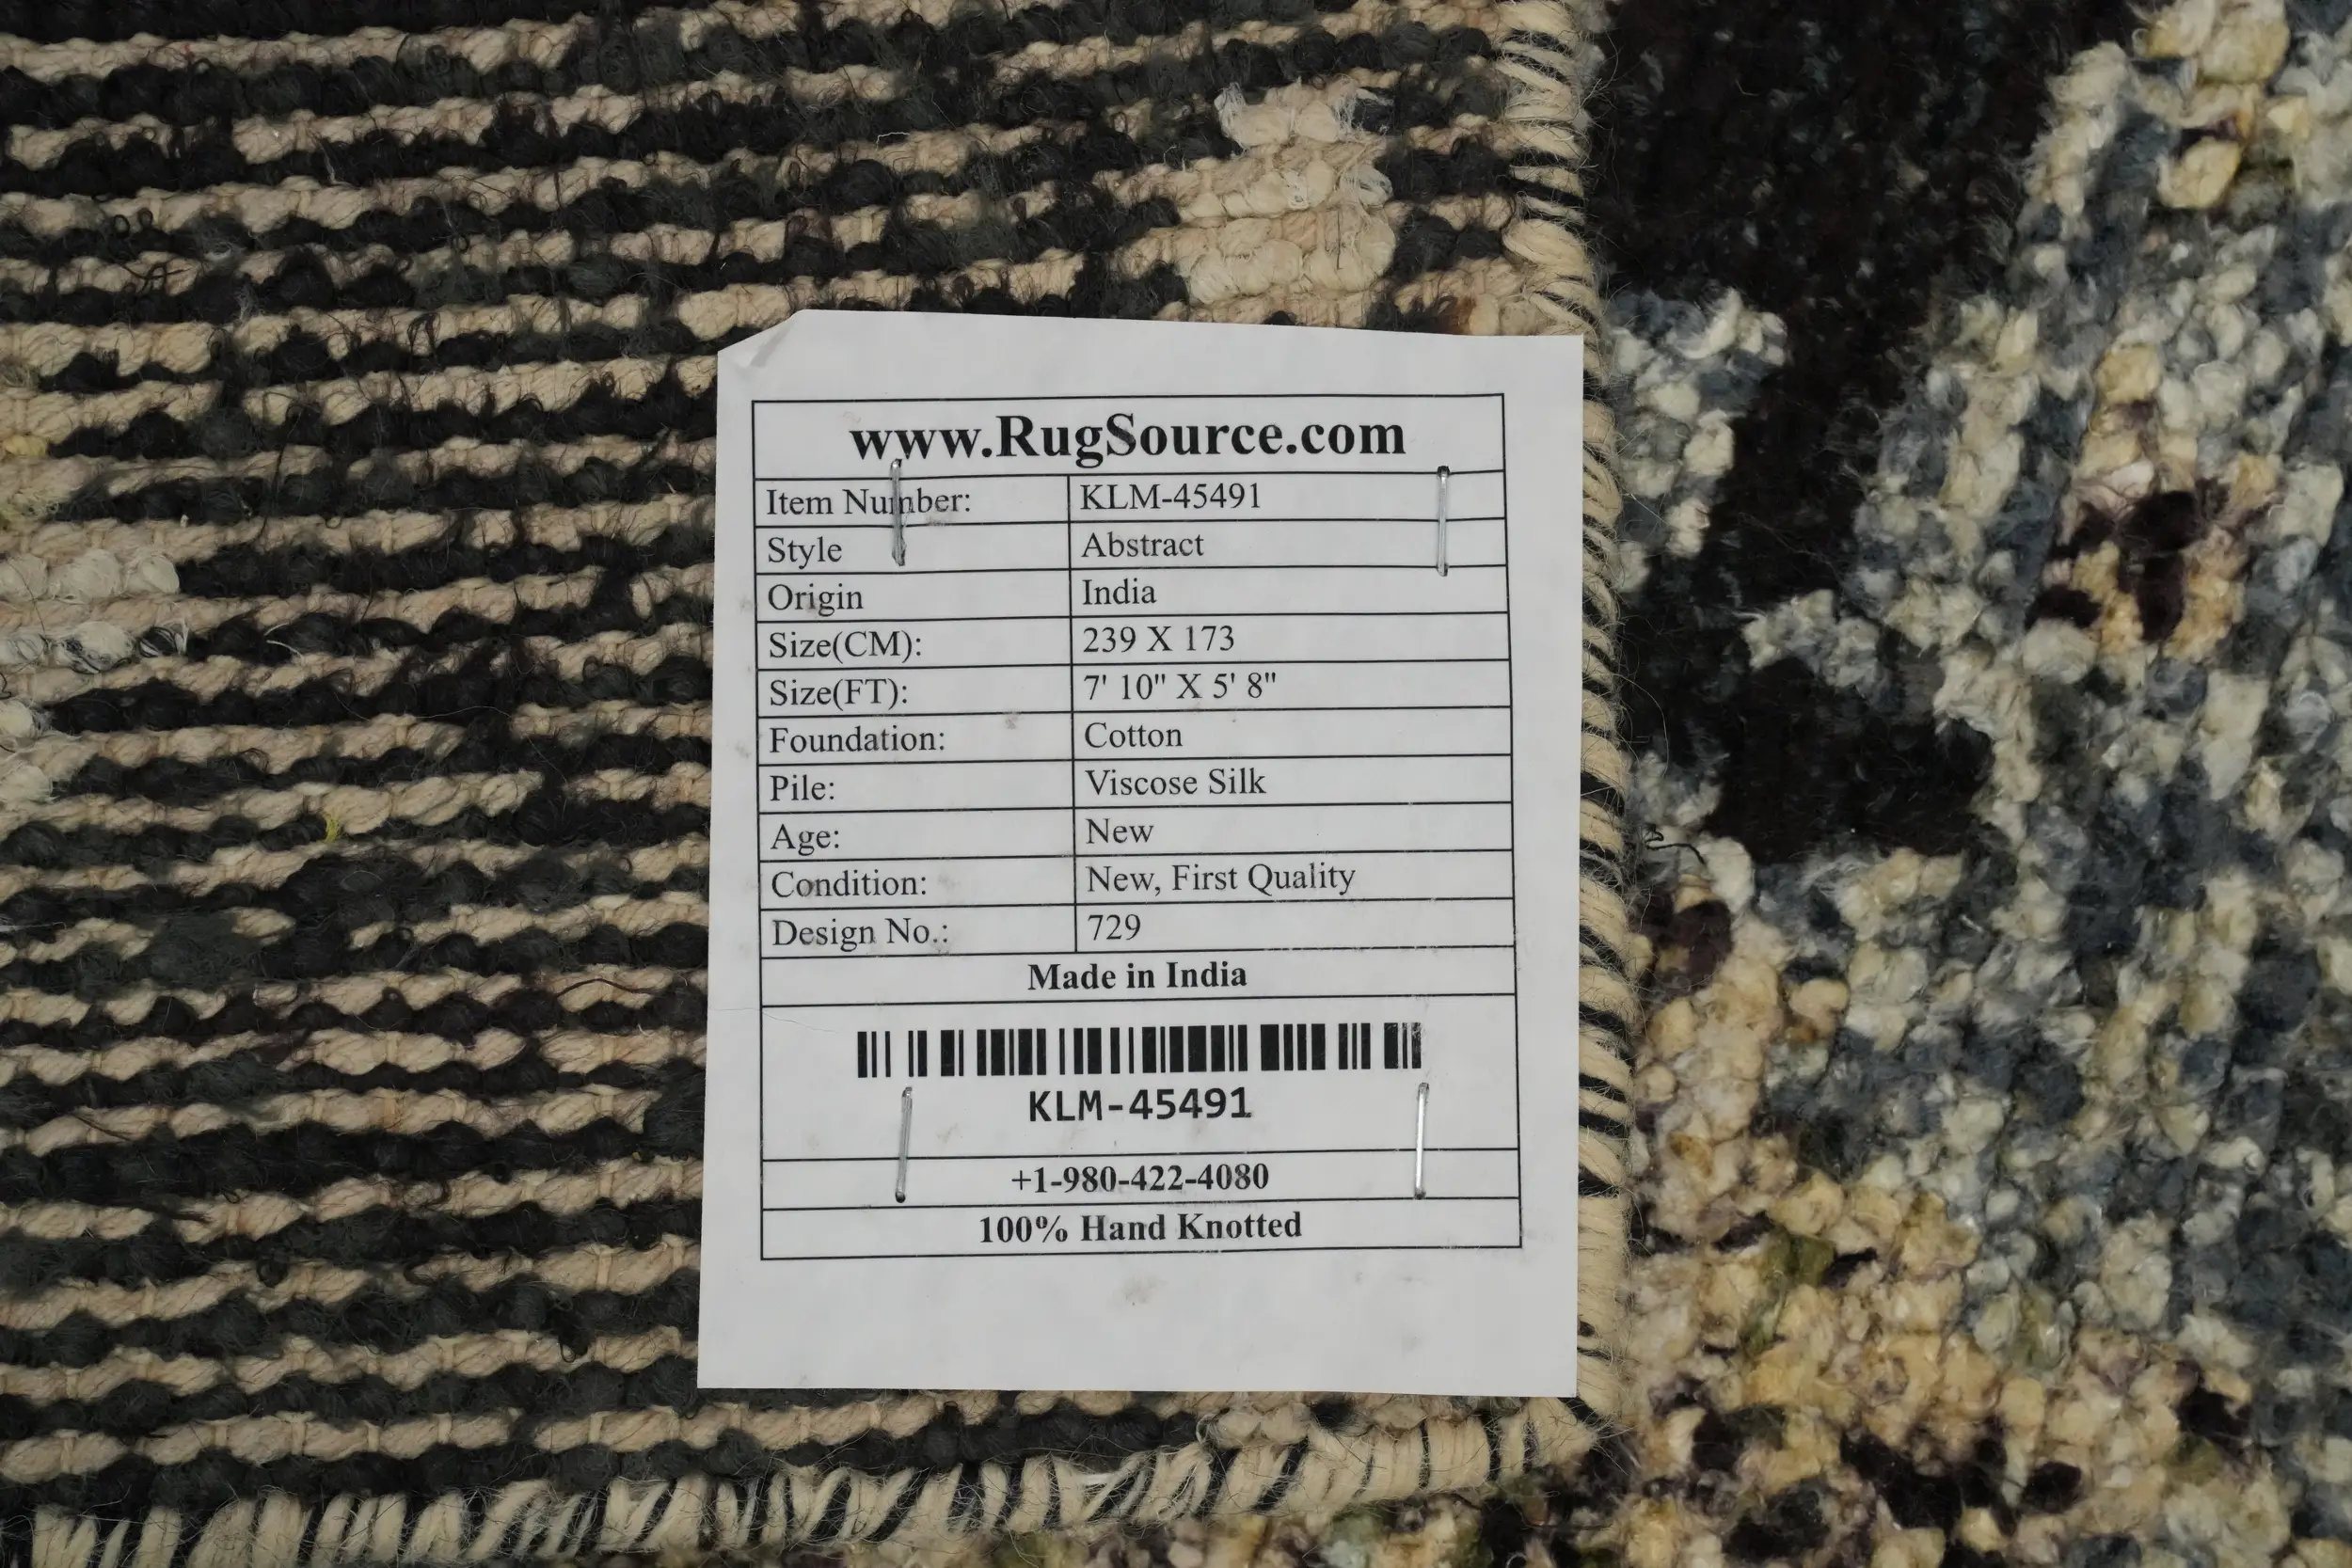 www.RugSource.com
Item Number: KLM-45491
Style Abstract
Origin India
Size(CM): 239 X 173
Size(FT): 7' 10" X 5' 8"
Foundation: Cotton
Pile: Viscose Silk
Age: New
Condition: New, First Quality
Design No.: 729
Made in India
KLM-45491
+1-980-422-4080
100% Hand Knotted